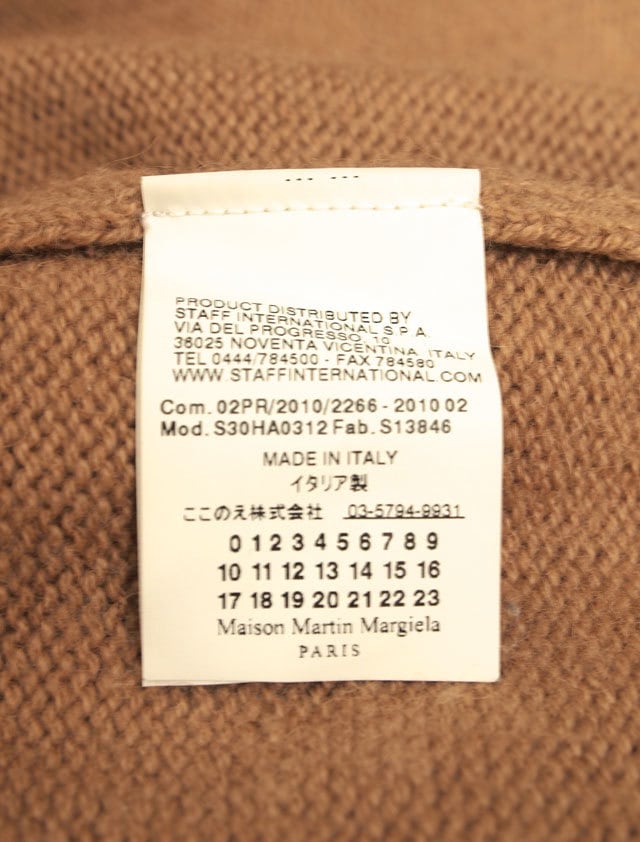 PRODUCT DISTRIBUTED BY
STAFF INTERNATIONAL S.P.A.
VIA DEL PROGRESSO, 10
36025 NOVENTA VICENTINA, ITALY
TEL 0444/784500 - FAX 784580
WWW.STAFFINTERNATIONAL.COM
Com. 02PR/2010/2266 - 2010 02
Mod. S30HA0312 Fab. S13846
MADE IN ITALY
イタリア製
ここのえ株式会社 03-5794-9931
0 1 2 3 4 5 6 7 8 9
10 11 12 13 14 15 16
17 18 19 20 21 22 23
Maison Martin Margiela
PARIS